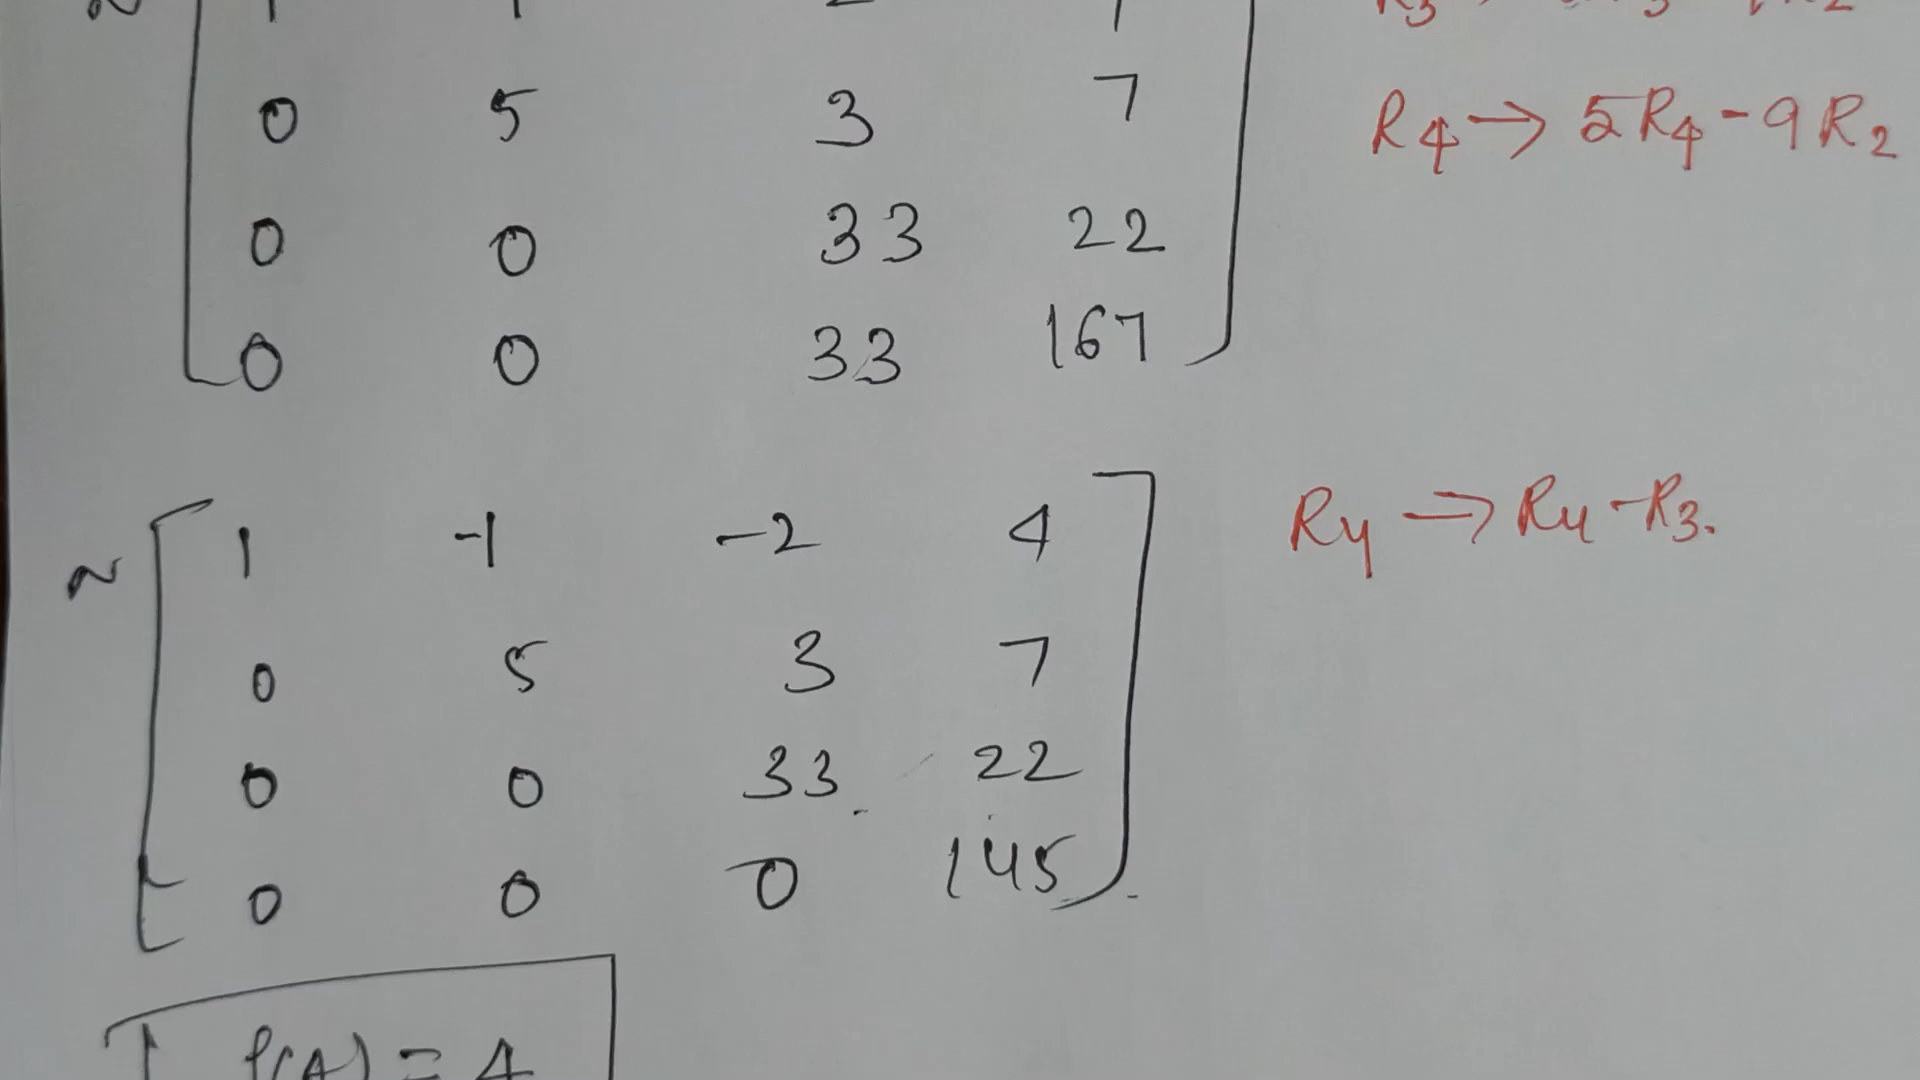 0 5 3 7 R4 → 5R4 - 9R2
0 0 33 22
0 0 33 167
~ 1 -1 -2 4 R4 → R4 - R3.
0 5 3 7
0 0 33 22
0 0 0 145
ρ(A) = 4